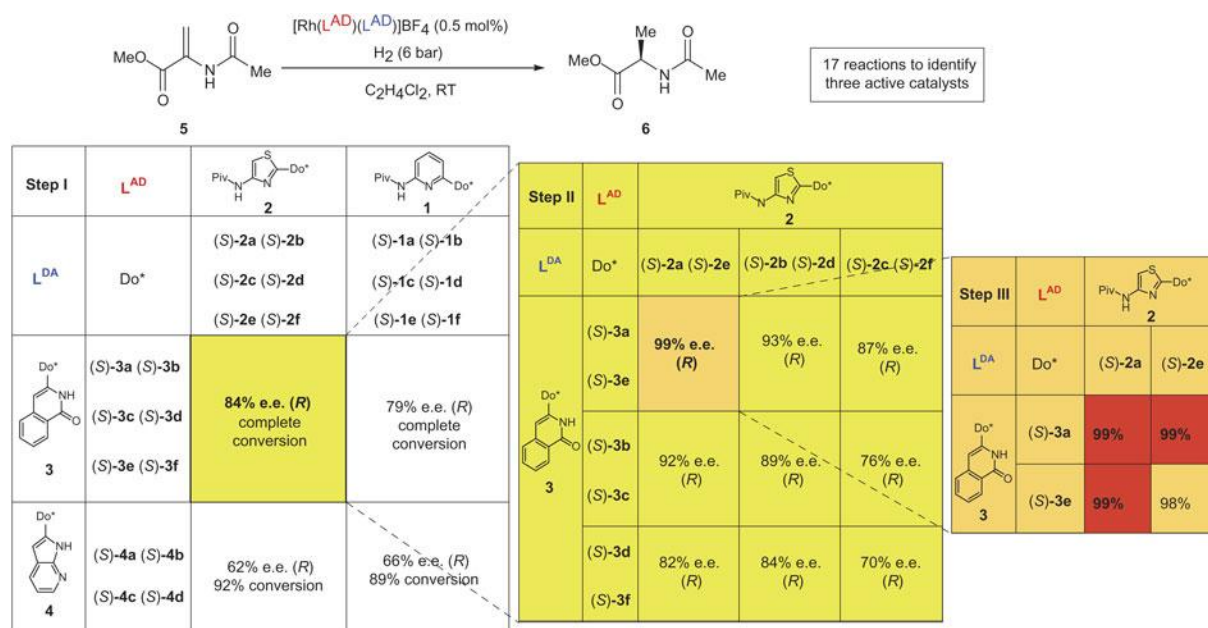 [Rh(L^AD)(L^AD)]BF4 (0.5 mol%)
H2 (6 bar)
C2H4Cl2, RT
MeO
O
N
H
O
Me
5
MeO
Me
O
N
H
O
Me
6
17 reactions to identify
three active catalysts
Step I
L^AD
Piv
N
H
S
N
Do*
2
Piv
N
H
N
Do*
1
L^DA
Do*
(S)-2a (S)-2b
(S)-2c (S)-2d
(S)-2e (S)-2f
(S)-1a (S)-1b
(S)-1c (S)-1d
(S)-1e (S)-1f
Do*
NH
O
3
(S)-3a (S)-3b
(S)-3c (S)-3d
(S)-3e (S)-3f
84% e.e. (R)
complete
conversion
79% e.e. (R)
complete
conversion
Do*
NH
N
4
(S)-4a (S)-4b
(S)-4c (S)-4d
62% e.e. (R)
92% conversion
66% e.e. (R)
89% conversion
Step II
L^AD
Piv
N
H
S
N
Do*
2
L^DA
Do*
(S)-2a (S)-2e
(S)-2b (S)-2d
(S)-2c (S)-2f
Do*
NH
O
3
(S)-3a
(S)-3e
99% e.e.
(R)
93% e.e.
(R)
87% e.e.
(R)
(S)-3b
(S)-3c
92% e.e.
(R)
89% e.e.
(R)
76% e.e.
(R)
(S)-3d
(S)-3f
82% e.e.
(R)
84% e.e.
(R)
70% e.e.
(R)
Step III
L^AD
Piv
N
H
S
N
Do*
2
L^DA
Do*
(S)-2a
(S)-2e
Do*
NH
O
3
(S)-3a
99%
99%
(S)-3e
99%
98%